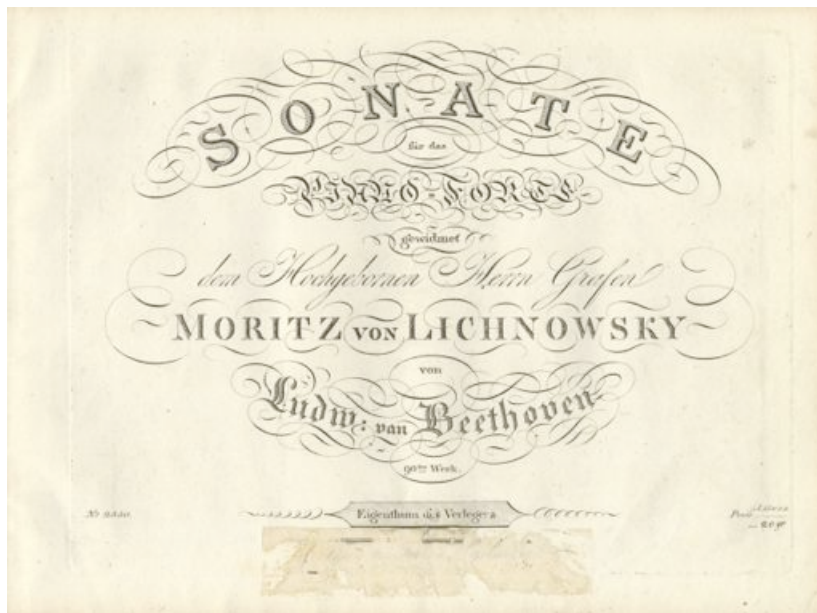 SONATE
für das
PIANO-FORTE
gewidmet
dem Hochgebornen Herrn Grafen
MORITZ VON LICHNOWSKY
von
Ludw: van Beethoven
90tes Werk.
Eigenthum des Verlegers
No